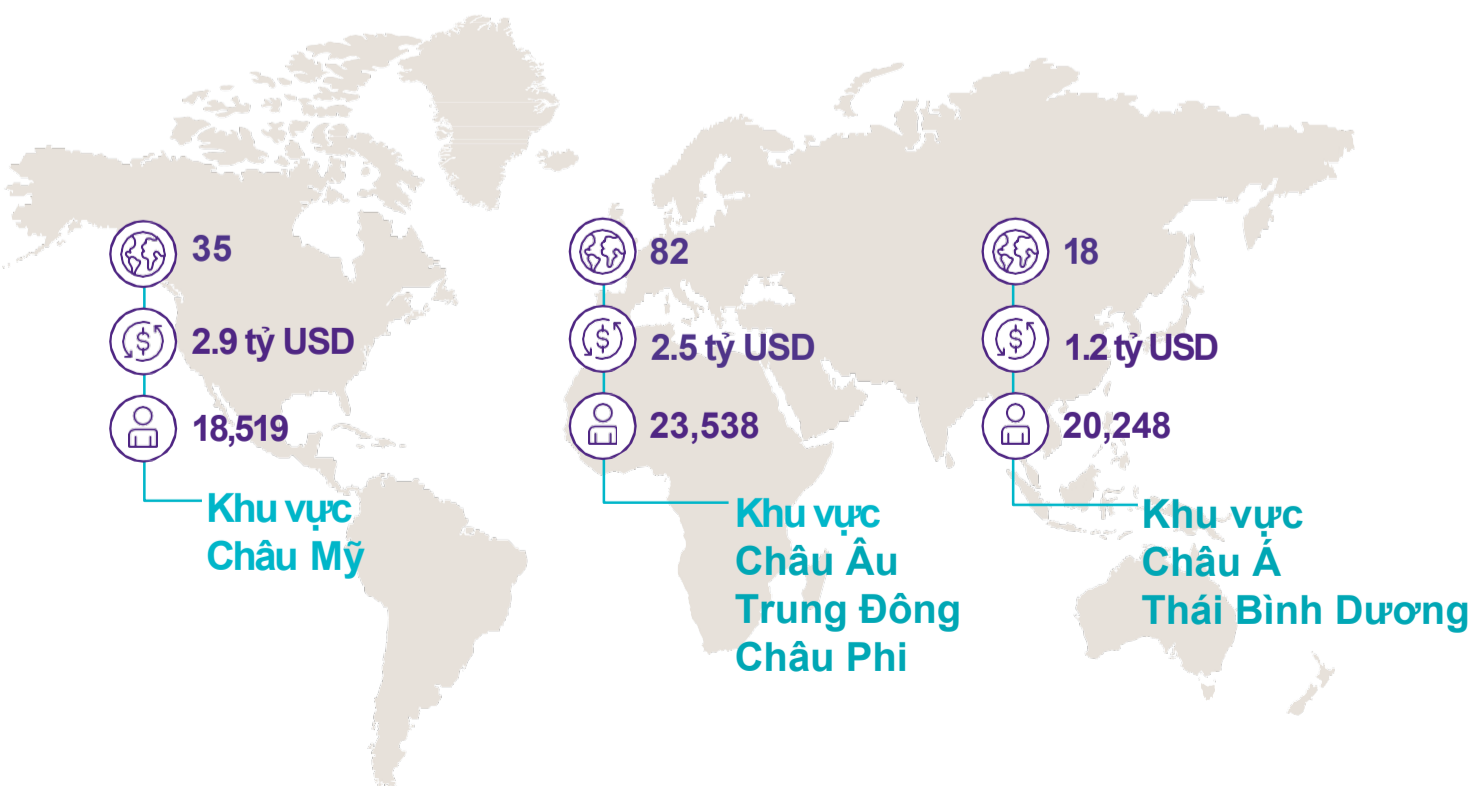 35
2.9 tỷ USD
18,519
Khu vực
Châu Mỹ
82
2.5 tỷ USD
23,538
Khu vực
Châu Âu
Trung Đông
Châu Phi
18
1.2 tỷ USD
20,248
Khu vực
Châu Á
Thái Bình Dương